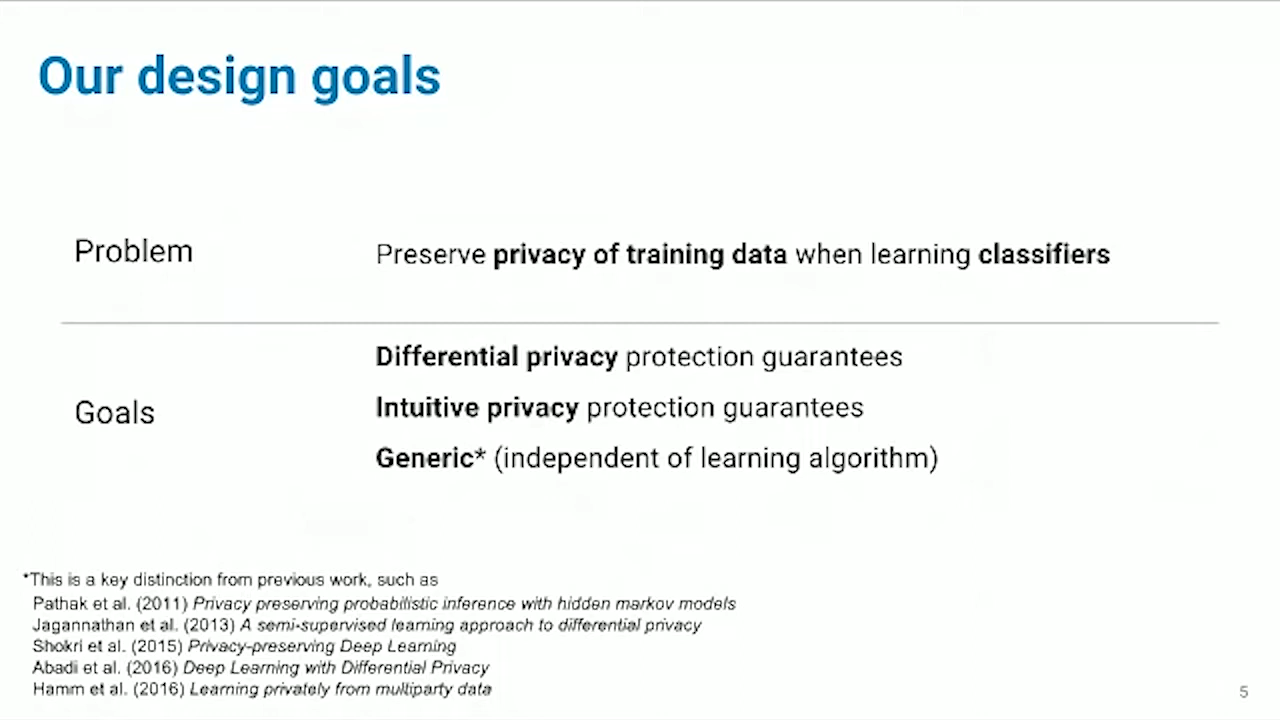 Our design goals
Problem
Preserve privacy of training data when learning classifiers
Goals
Differential privacy protection guarantees
Intuitive privacy protection guarantees
Generic* (independent of learning algorithm)
*This is a key distinction from previous work, such as
Pathak et al. (2011) Privacy preserving probabilistic inference with hidden markov models
Jagannathan et al. (2013) A semi-supervised learning approach to differential privacy
Shokri et al. (2015) Privacy-preserving Deep Learning
Abadi et al. (2016) Deep Learning with Differential Privacy
Hamm et al. (2016) Learning privately from multiparty data
5